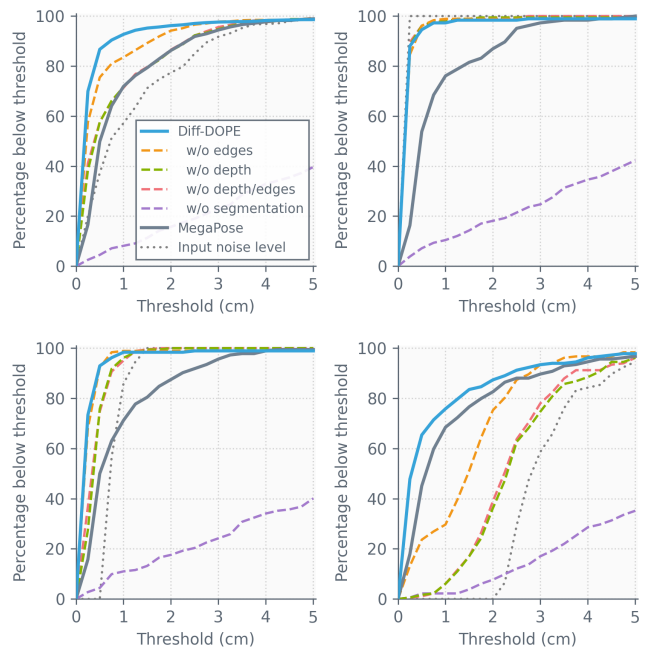 100
80
60
40
20
0
Percentage below threshold
Diff-DOPE
w/o edges
w/o depth
w/o depth/edges
w/o segmentation
MegaPose
Input noise level
0 1 2 3 4 5
Threshold (cm)
100
80
60
40
20
0
Percentage below threshold
0 1 2 3 4 5
Threshold (cm)
100
80
60
40
20
0
Percentage below threshold
0 1 2 3 4 5
Threshold (cm)
100
80
60
40
20
0
Percentage below threshold
0 1 2 3 4 5
Threshold (cm)